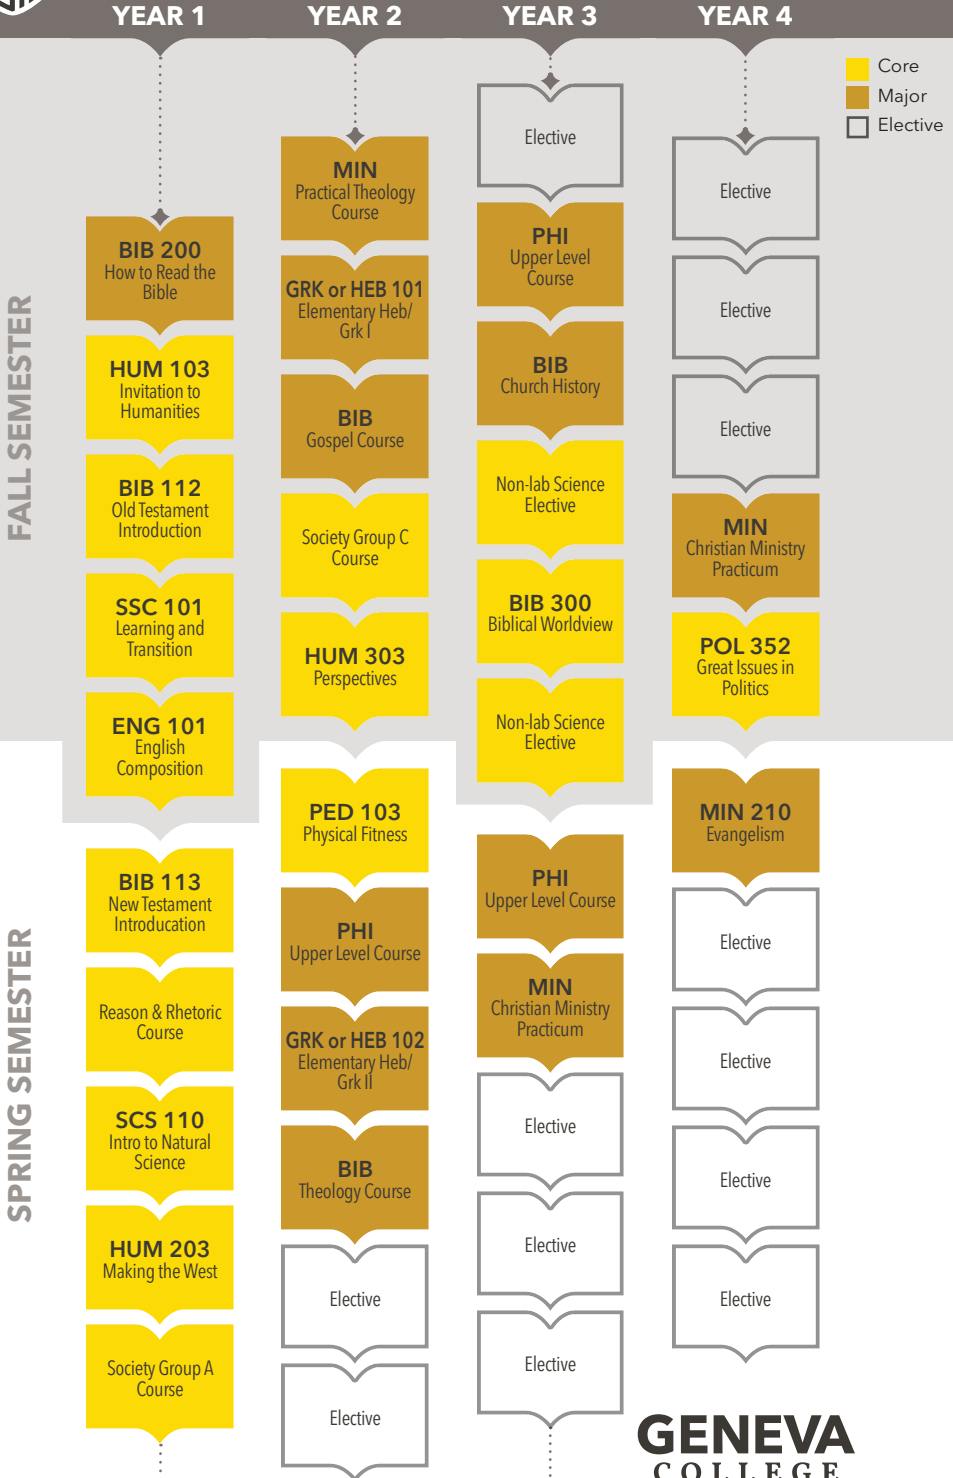 YEAR 1
YEAR 2
YEAR 3
YEAR 4
Core
Major
Elective
FALL SEMESTER
BIB 200
How to Read the
Bible
HUM 103
Invitation to
Humanities
BIB 112
Old Testament
Introduction
SSC 101
Learning and
Transition
ENG 101
English
Composition
SPRING SEMESTER
BIB 113
New Testament
Introducation
Reason & Rhetoric
Course
SCS 110
Intro to Natural
Science
HUM 203
Making the West
Society Group A
Course
MIN
Practical Theology
Course
GRK or HEB 101
Elementary Heb/
Grk I
BIB
Gospel Course
Society Group C
Course
HUM 303
Perspectives
PED 103
Physical Fitness
PHI
Upper Level Course
GRK or HEB 102
Elementary Heb/
Grk II
BIB
Theology Course
Elective
Elective
Elective
PHI
Upper Level
Course
BIB
Church History
Non-lab Science
Elective
BIB 300
Biblical Worldview
Non-lab Science
Elective
PHI
Upper Level Course
MIN
Christian Ministry
Practicum
Elective
Elective
Elective
Elective
Elective
Elective
MIN
Christian Ministry
Practicum
POL 352
Great Issues in
Politics
MIN 210
Evangelism
Elective
Elective
Elective
Elective
GENEVA
COLLEGE